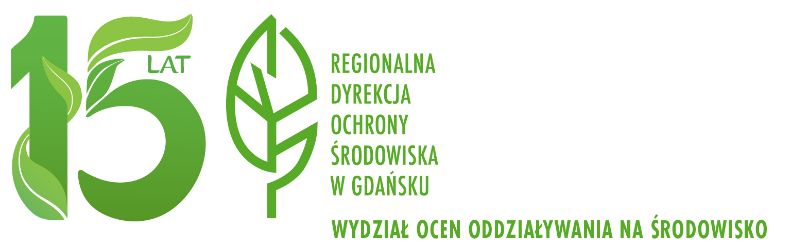 15
LAT
REGIONALNA
DYREKCJA
OCHRONY
ŚRODOWISKA
W GDAŃSKU
WYDZIAŁ OCEN ODDZIAŁYWANIA NA ŚRODOWISKO